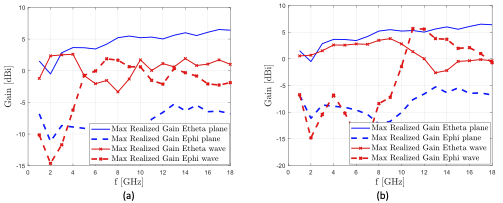 10
5
0
-5
-10
-15
Gain [dBi]
0
2
4
6
8
10
12
14
16
18
f [GHz]
Max Realized Gain Etheta plane
Max Realized Gain Ephi plane
Max Realized Gain Etheta wave
Max Realized Gain Ephi wave
(a)
10
5
0
-5
-10
-15
-20
Gain [dBi]
0
2
4
6
8
10
12
14
16
18
f [GHz]
Max Realized Gain Etheta plane
Max Realized Gain Ephi plane
Max Realized Gain Etheta wave
Max Realized Gain Ephi wave
(b)